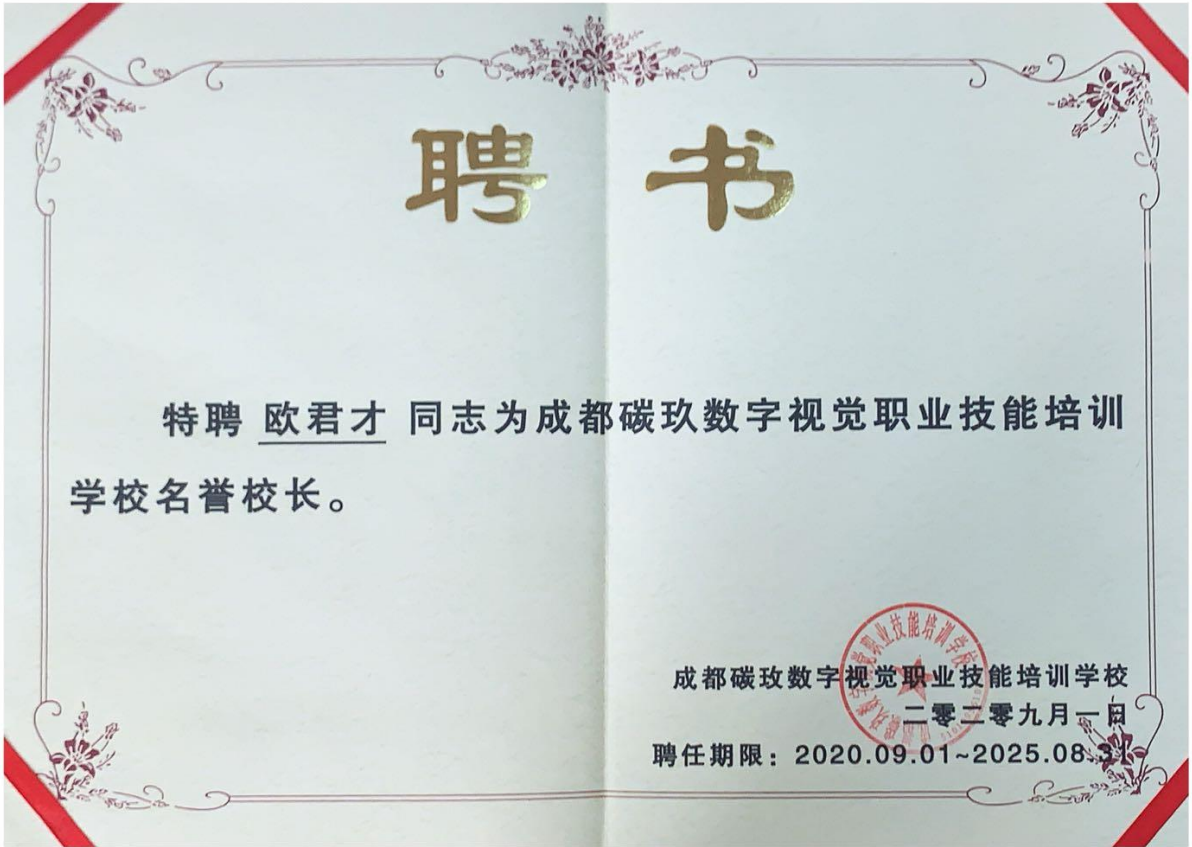 聘书
特聘 欧君才 同志为成都碳玖数字视觉职业技能培训
学校名誉校长。
成都碳玫数字视觉职业技能培训学校
二零二零九月一日
聘任期限：2020.09.01~2025.08.31